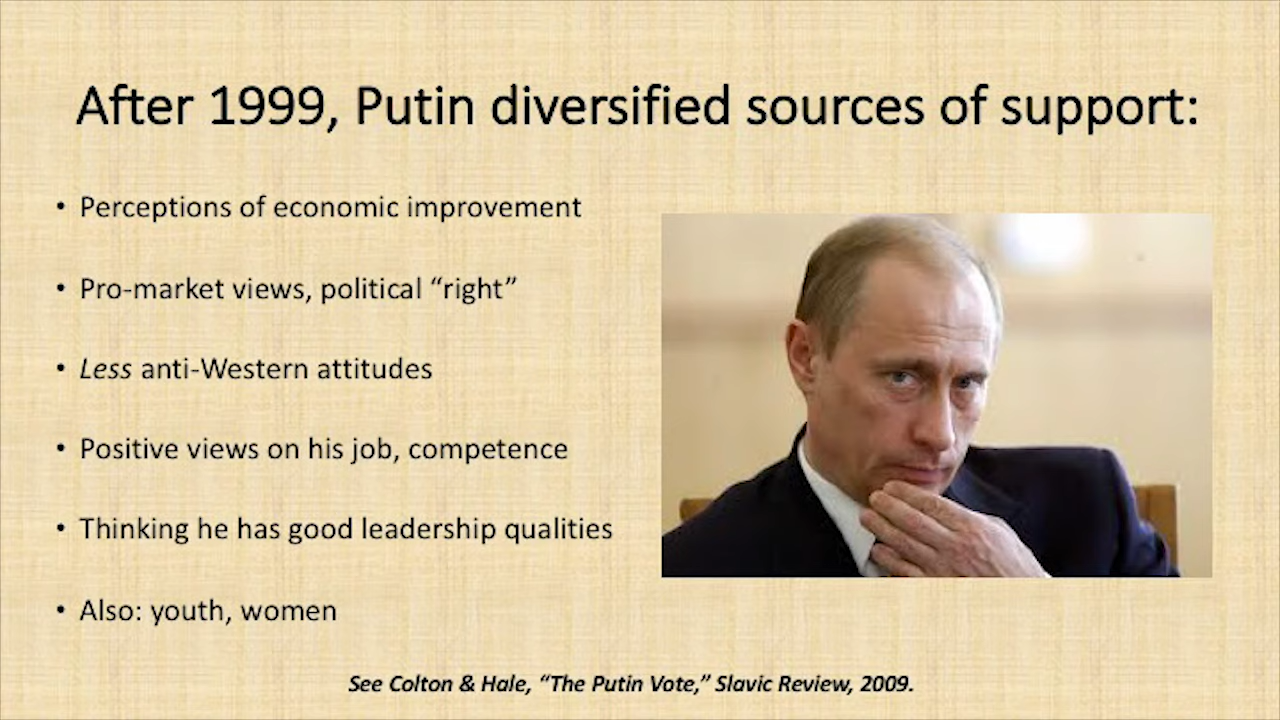 After 1999, Putin diversified sources of support:
• Perceptions of economic improvement
• Pro-market views, political “right”
• Less anti-Western attitudes
• Positive views on his job, competence
• Thinking he has good leadership qualities
• Also: youth, women
See Colton & Hale, “The Putin Vote,” Slavic Review, 2009.